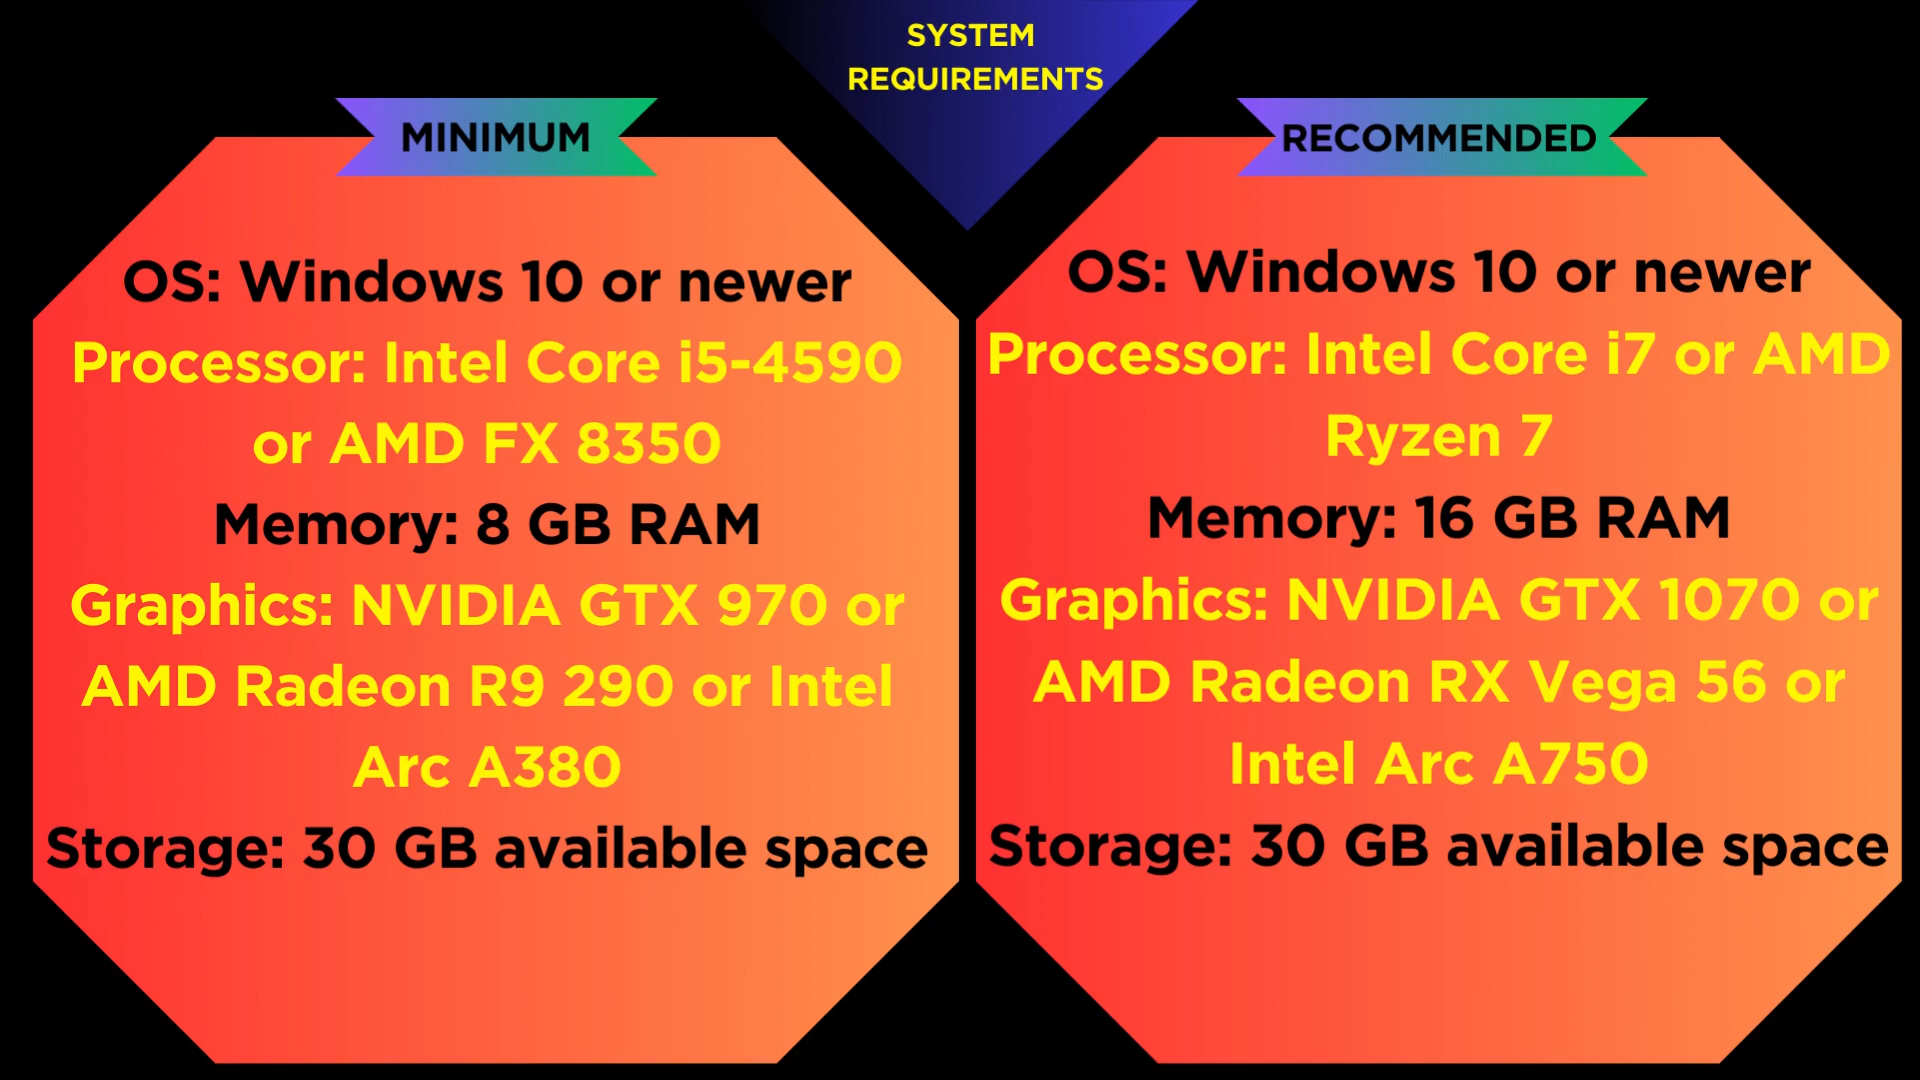 SYSTEM
REQUIREMENTS
MINIMUM
OS: Windows 10 or newer
Processor: Intel Core i5-4590
or AMD FX 8350
Memory: 8 GB RAM
Graphics: NVIDIA GTX 970 or
AMD Radeon R9 290 or Intel
Arc A380
Storage: 30 GB available space
RECOMMENDED
OS: Windows 10 or newer
Processor: Intel Core i7 or AMD
Ryzen 7
Memory: 16 GB RAM
Graphics: NVIDIA GTX 1070 or
AMD Radeon RX Vega 56 or
Intel Arc A750
Storage: 30 GB available space